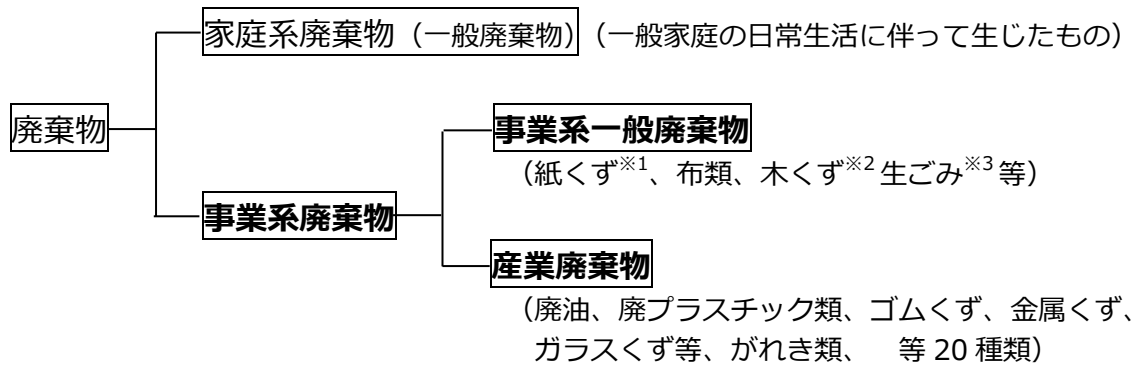 家庭系廃棄物（一般廃棄物）（一般家庭の日常生活に伴って生じたもの）
廃棄物
事業系一般廃棄物
（紙くず※1、布類、木くず※2 生ごみ※3 等）
事業系廃棄物
産業廃棄物
（廃油、廃プラスチック類、ゴムくず、金属くず、
ガラスくず等、がれき類、　等 20 種類）